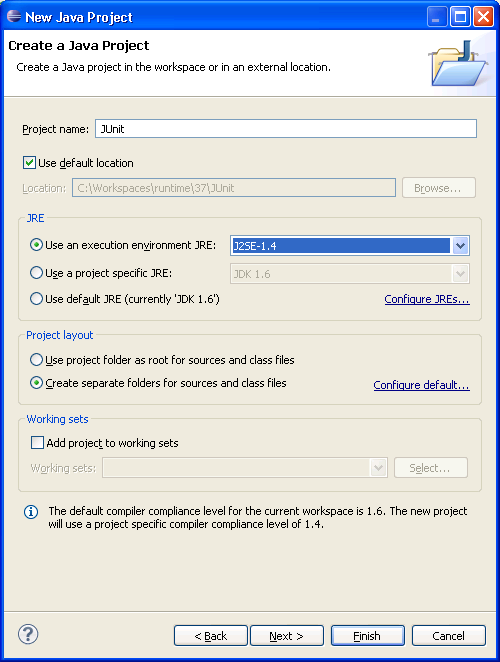 New Java Project
Create a Java Project
Create a Java project in the workspace or in an external location.
Project name: JUnit
Use default location
Location: C:\Workspaces\runtime\37\JUnit Browse...
JRE
Use an execution environment JRE: J2SE-1.4
Use a project specific JRE: JDK 1.6
Use default JRE (currently 'JDK 1.6') Configure JREs...
Project layout
Use project folder as root for sources and class files
Create separate folders for sources and class files Configure default...
Working sets
Add project to working sets
Working sets: Select...
The default compiler compliance level for the current workspace is 1.6. The new project
will use a project specific compiler compliance level of 1.4.
? < Back Next > Finish Cancel